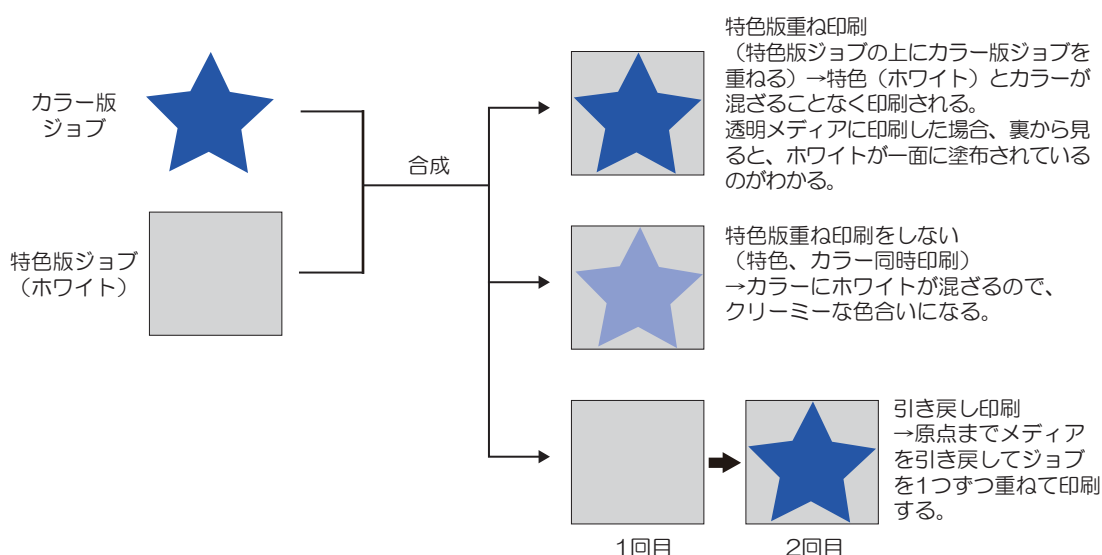 カラー版
ジョブ
特色版ジョブ
（ホワイト）
合成
特色版重ね印刷
（特色版ジョブの上にカラー版ジョブを
重ねる）→特色（ホワイト）とカラーが
混ざることなく印刷される。
透明メディアに印刷した場合、裏から見
ると、ホワイトが一面に塗布されている
のがわかる。
特色版重ね印刷をしない
（特色、カラー同時印刷）
→カラーにホワイトが混ざるので、
クリーミーな色合いになる。
引き戻し印刷
→原点までメディア
を引き戻してジョブ
を1つずつ重ねて印刷
する。
1回目
2回目